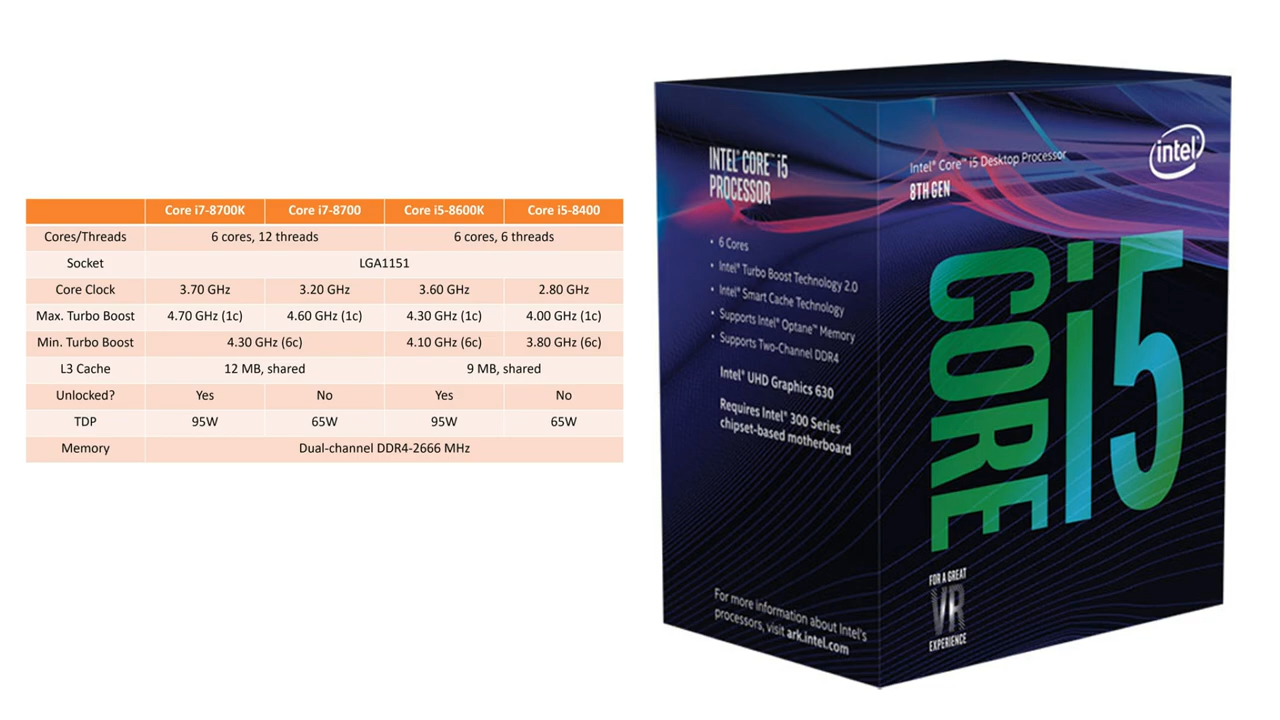 Core i7-8700K Core i7-8700 Core i5-8600K Core i5-8400
Cores/Threads 6 cores, 12 threads 6 cores, 6 threads
Socket LGA1151
Core Clock 3.70 GHz 3.20 GHz 3.60 GHz 2.80 GHz
Max. Turbo Boost 4.70 GHz (1c) 4.60 GHz (1c) 4.30 GHz (1c) 4.00 GHz (1c)
Min. Turbo Boost 4.30 GHz (6c) 4.10 GHz (6c) 3.80 GHz (6c)
L3 Cache 12 MB, shared 9 MB, shared
Unlocked? Yes No Yes No
TDP 95W 65W 95W 65W
Memory Dual-channel DDR4-2666 MHz
INTEL® CORE™ i5
PROCESSOR
• 6 Cores
• Intel® Turbo Boost Technology 2.0
• Intel® Smart Cache Technology
• Supports Intel® Optane™ Memory
• Supports Two-Channel DDR4
Intel® UHD Graphics 630
Requires Intel® 300 Series
chipset-based motherboard
For more information about Intel's
processors, visit ark.intel.com
Intel® Core™ i5 Desktop Processor
8TH GEN
intel®
CORE
i5
FOR A GREAT
VR
EXPERIENCE